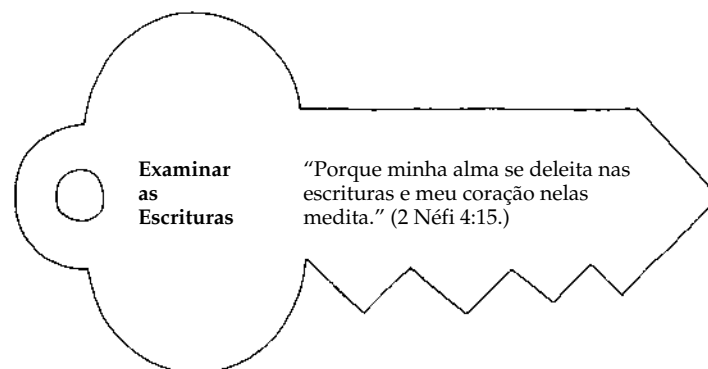 Examinar
as
Escrituras
“Porque minha alma se deleita nas
escrituras e meu coração nelas
medita.” (2 Néfi 4:15.)